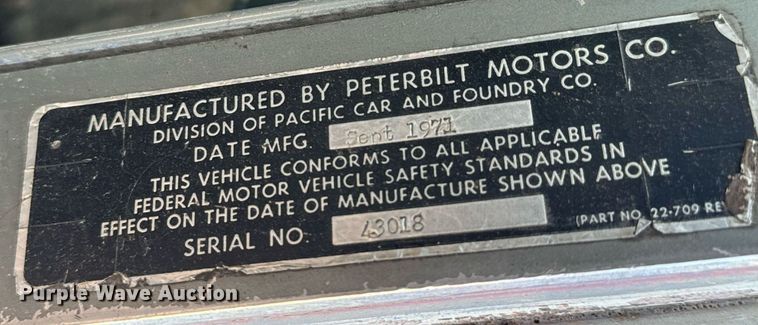 MANUFACTURED BY PETERBILT MOTORS CO.
DIVISION OF PACIFIC CAR AND FOUNDRY CO
DATE MFG. Sept 1971
THIS VEHICLE CONFORMS TO ALL APPLICABLE
FEDERAL MOTOR VEHICLE SAFETY STANDARDS IN
EFFECT ON THE DATE OF MANUFACTURE SHOWN ABOVE
SERIAL NO. 43018
(PART NO. 22-709 RE
Purple Wave Auction